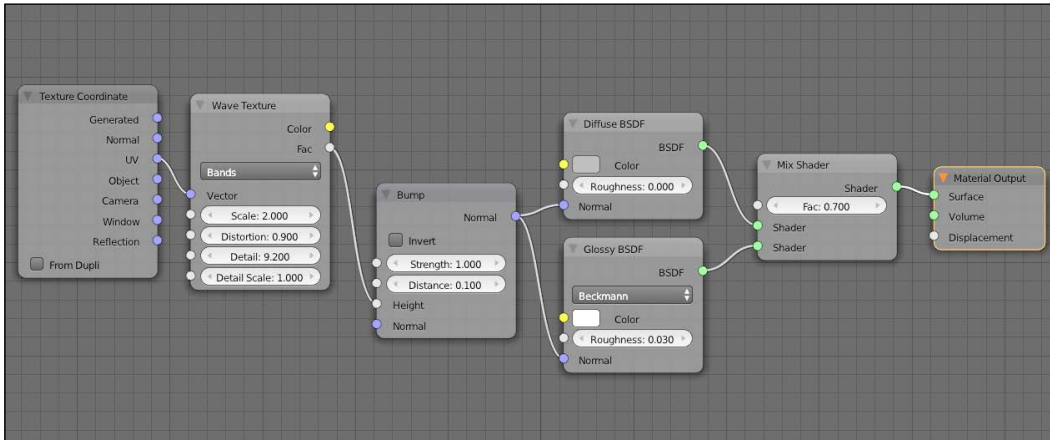 Texture Coordinate
Generated
Normal
UV
Object
Camera
Window
Reflection
From Dupli
Wave Texture
Color
Fac
Bands
Vector
Scale: 2.000
Distortion: 0.900
Detail: 9.200
Detail Scale: 1.000
Bump
Normal
Invert
Strength: 1.000
Distance: 0.100
Height
Normal
Diffuse BSDF
BSDF
Color
Roughness: 0.000
Normal
Glossy BSDF
BSDF
Beckmann
Color
Roughness: 0.030
Normal
Mix Shader
Shader
Fac: 0.700
Shader
Shader
Material Output
Surface
Volume
Displacement